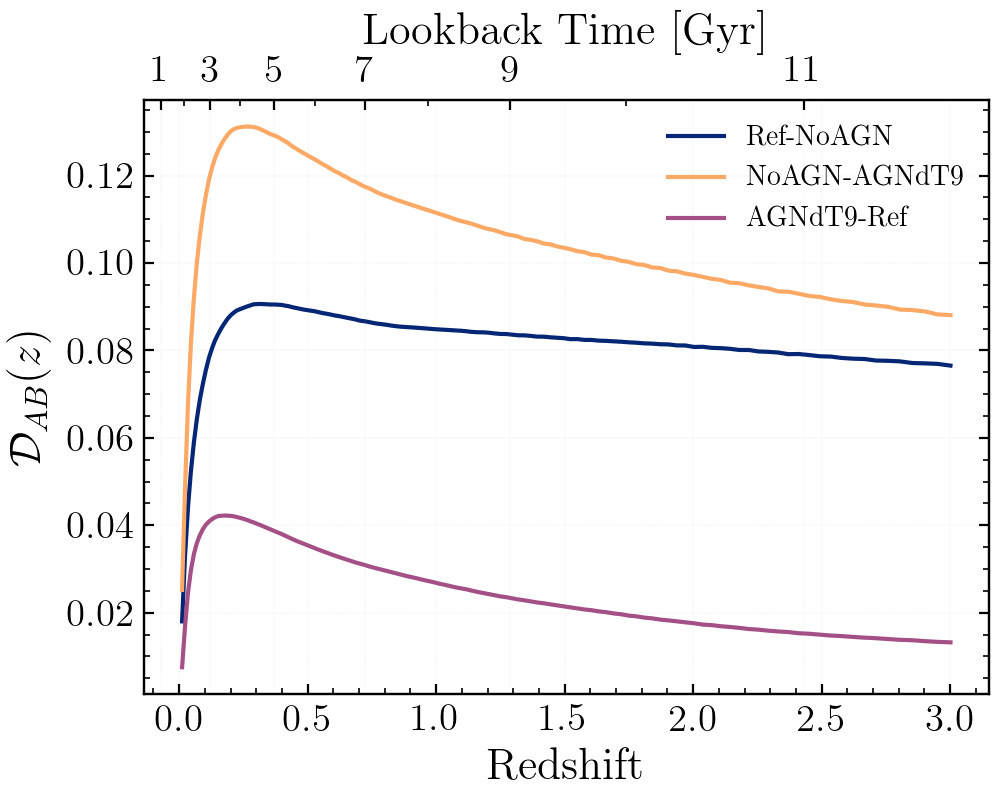 Lookback Time [Gyr]
1 3 5 7 9 11
Ref-NoAGN
NoAGN-AGNdT9
AGNdT9-Ref
0.12
0.10
0.08
0.06
0.04
0.02
𝒟_{AB}(z)
0.0 0.5 1.0 1.5 2.0 2.5 3.0
Redshift